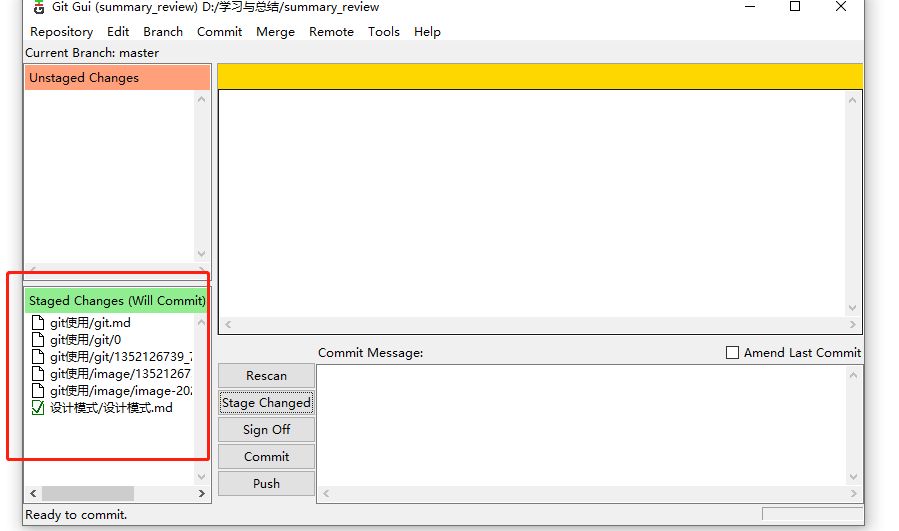 Git Gui (summary_review) D:/学习与总结/summary_review
Repository Edit Branch Commit Merge Remote Tools Help
Current Branch: master
Unstaged Changes
Staged Changes (Will Commit)
git使用/git.md
git使用/git/0
git使用/git/1352126739_7
git使用/image/13521267
git使用/image/image-202
设计模式/设计模式.md
Commit Message:
Amend Last Commit
Rescan
Stage Changed
Sign Off
Commit
Push
Ready to commit.